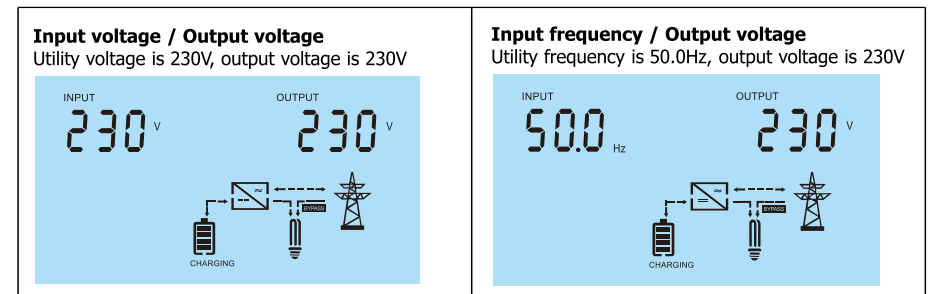 Input voltage / Output voltage
Utility voltage is 230V, output voltage is 230V
INPUT
OUTPUT
230 V
230 V
BYPASS
CHARGING
Input frequency / Output voltage
Utility frequency is 50.0Hz, output voltage is 230V
INPUT
OUTPUT
50.0 Hz
230 V
BYPASS
CHARGING